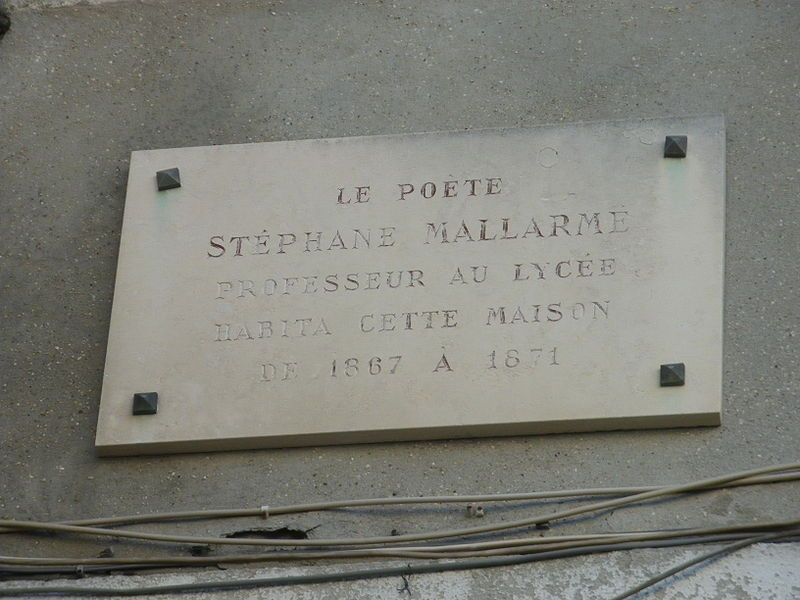 LE POÈTE
STÉPHANE MALLARMÉ
PROFESSEUR AU LYCÉE
HABITA CETTE MAISON
DE 1867 À 1871